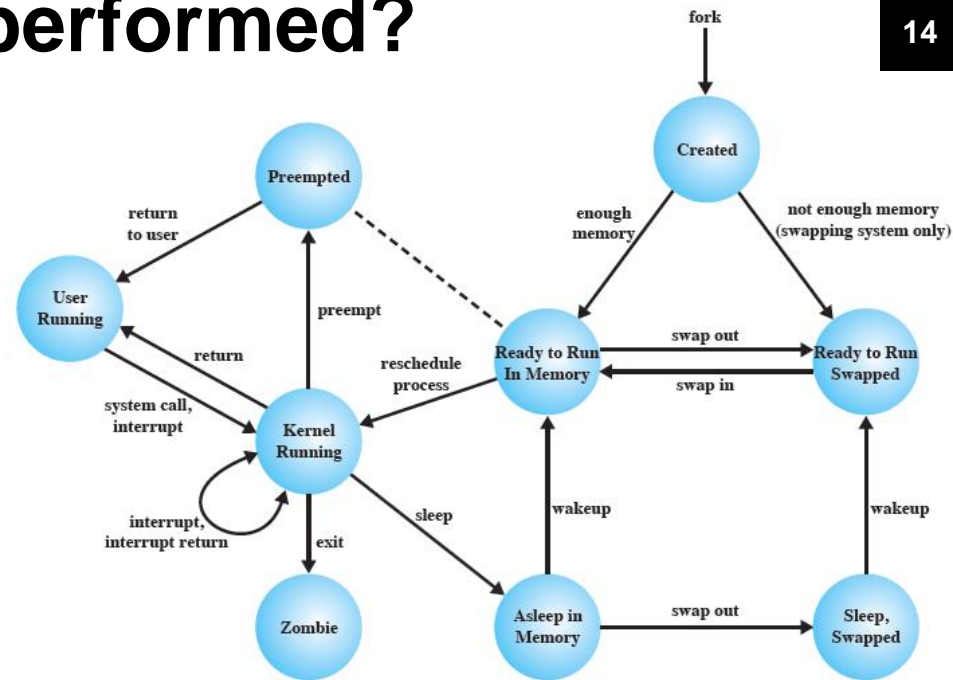 performed?
14
fork
Created
Preempted
return
to user
enough
memory
not enough memory
(swapping system only)
User
Running
preempt
return
reschedule
process
Ready to Run
In Memory
swap out
swap in
Ready to Run
Swapped
system call,
interrupt
Kernel
Running
interrupt,
interrupt return
exit
sleep
wakeup
wakeup
Zombie
Asleep in
Memory
swap out
Sleep,
Swapped